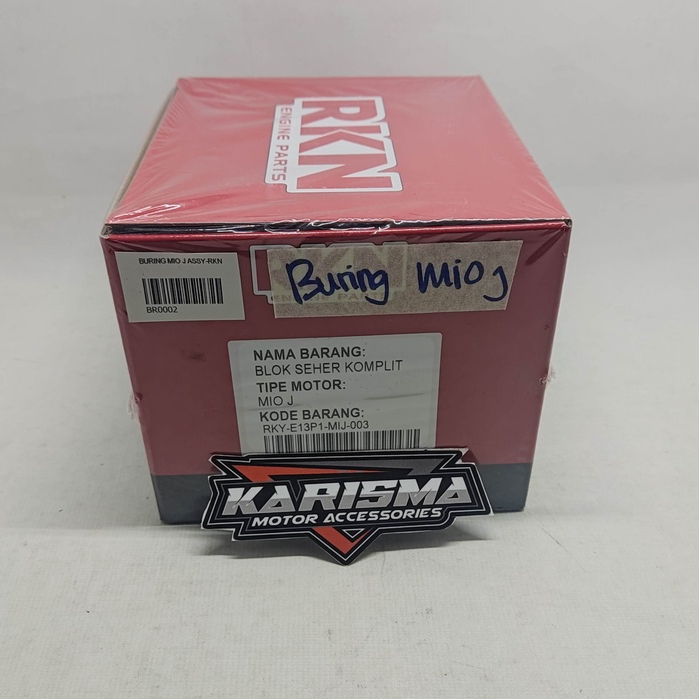 RKN
ENGINE PARTS
BURING MIO J ASSY-RKN
BR0002
Buring Mio J
NAMA BARANG:
BLOK SEHER KOMPLIT
TIPE MOTOR:
MIO J
KODE BARANG:
RKY-E13P1-MIJ-003
KARISMA
MOTOR ACCESSORIES